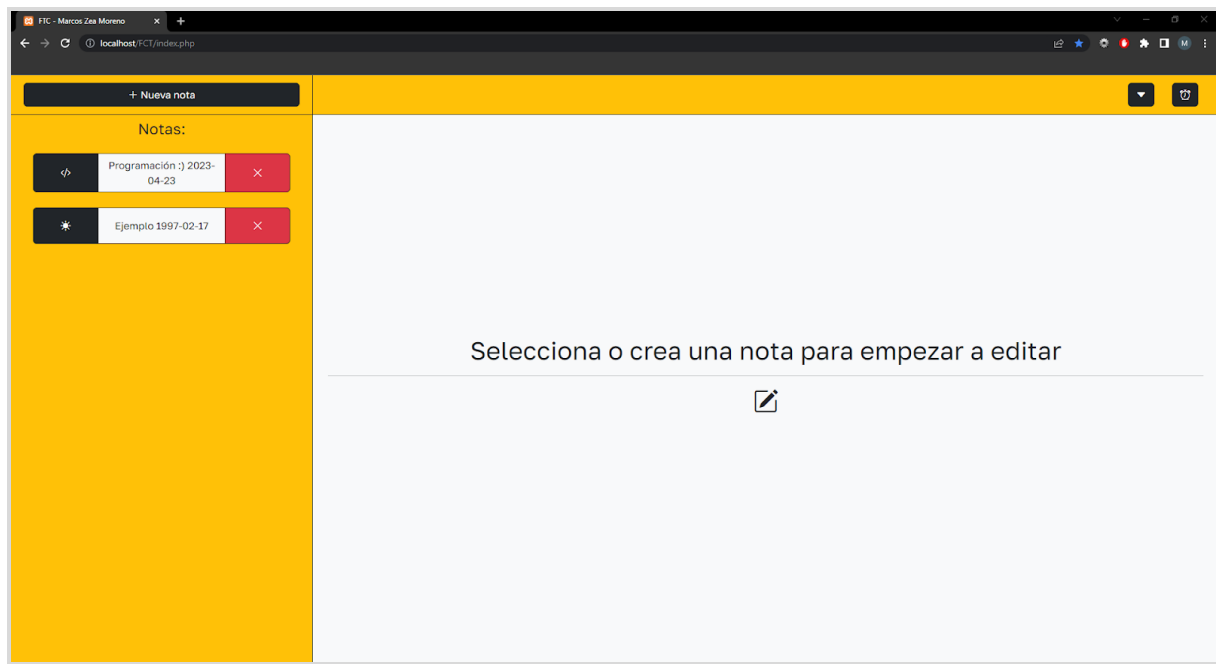 FTC - Marcos Zea Moreno
localhost/FCT/index.php
M
+ Nueva nota
Notas:
Programación :) 2023-
04-23
Ejemplo 1997-02-17
Selecciona o crea una nota para empezar a editar